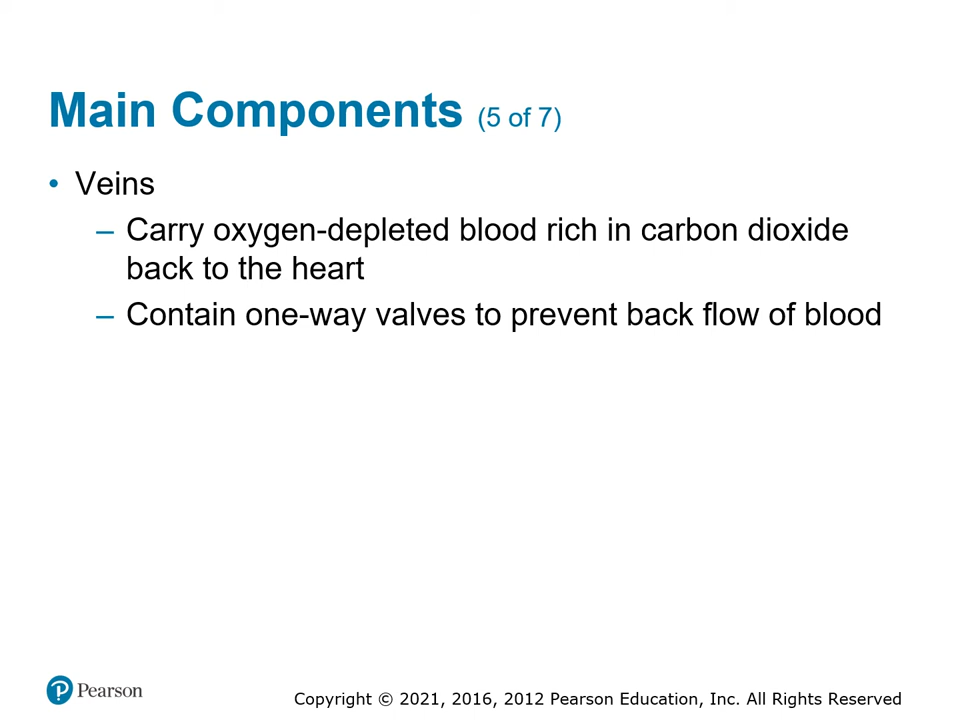 Main Components (5 of 7)
• Veins
– Carry oxygen-depleted blood rich in carbon dioxide
back to the heart
– Contain one-way valves to prevent back flow of blood
Pearson
Copyright © 2021, 2016, 2012 Pearson Education, Inc. All Rights Reserved